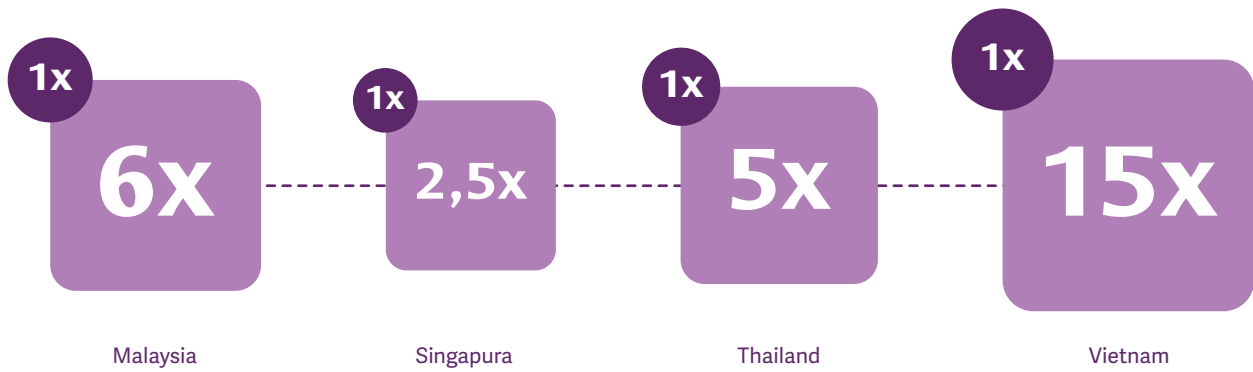 1x
6x
1x
2,5x
1x
5x
1x
15x
Malaysia
Singapura
Thailand
Vietnam